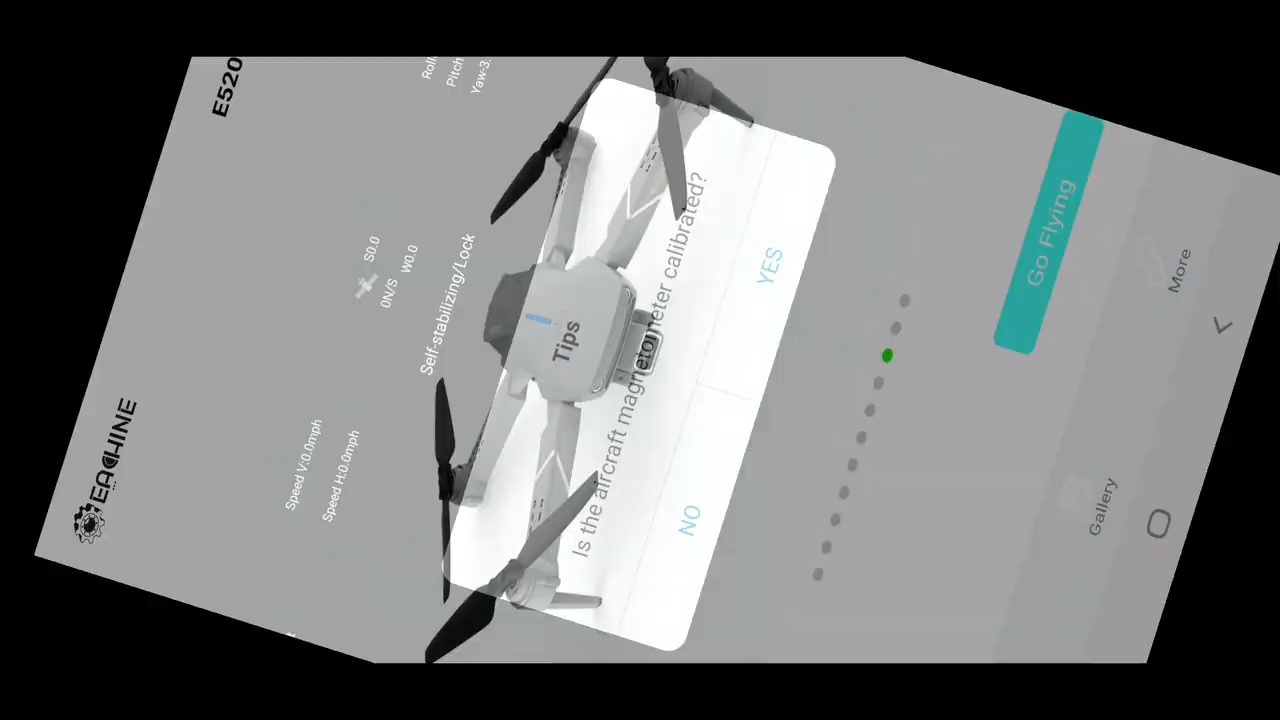 EACHINE
E520
Speed V:0.0mph
Speed H:0.0mph
S0.0
0N/S
W0.0
Roll
Pitch
Yaw-3.
Self-stabilizing/Lock
Tips
Is the aircraft magnetometer calibrated?
NO
YES
Go Flying
Gallery
More